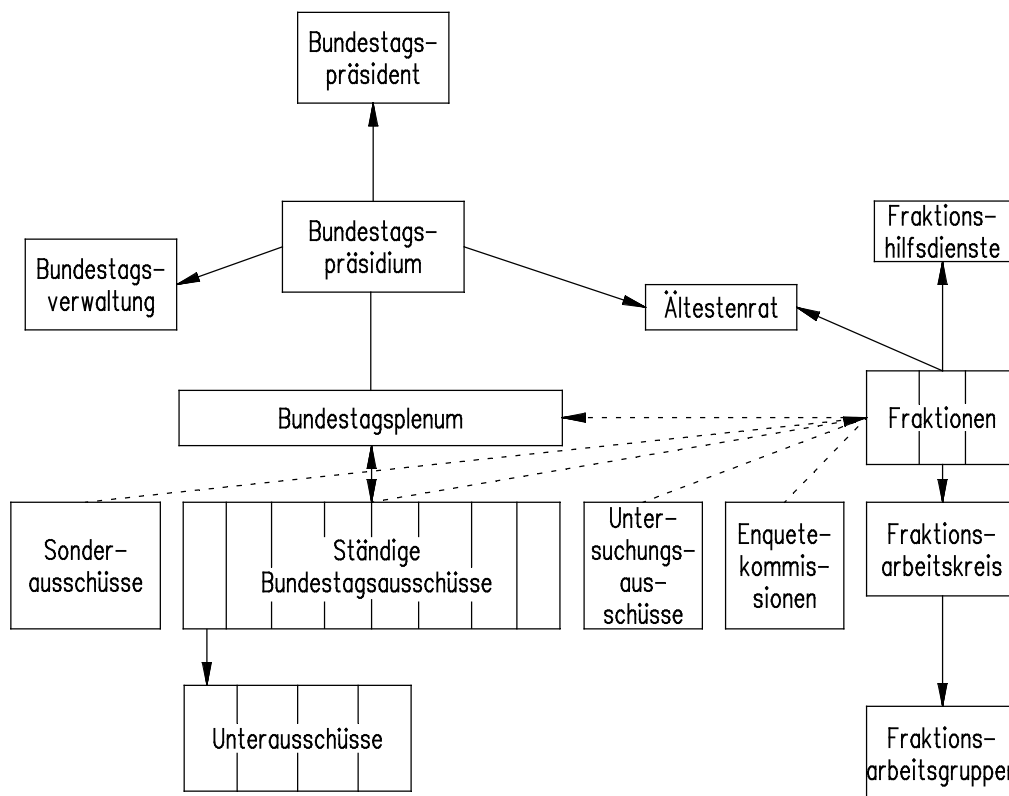 Bundestags-
präsident
Bundestags-
präsidium
Fraktions-
hilfsdienste
Bundestags-
verwaltung
Ältestenrat
Bundestagsplenum
Fraktionen
Sonder-
ausschüsse
Ständige
Bundestagsausschüsse
Unter-
suchungs-
aus-
schüsse
Enquete-
kommis-
sionen
Fraktions-
arbeitskreis
Unterausschüsse
Fraktions-
arbeitsgruppen